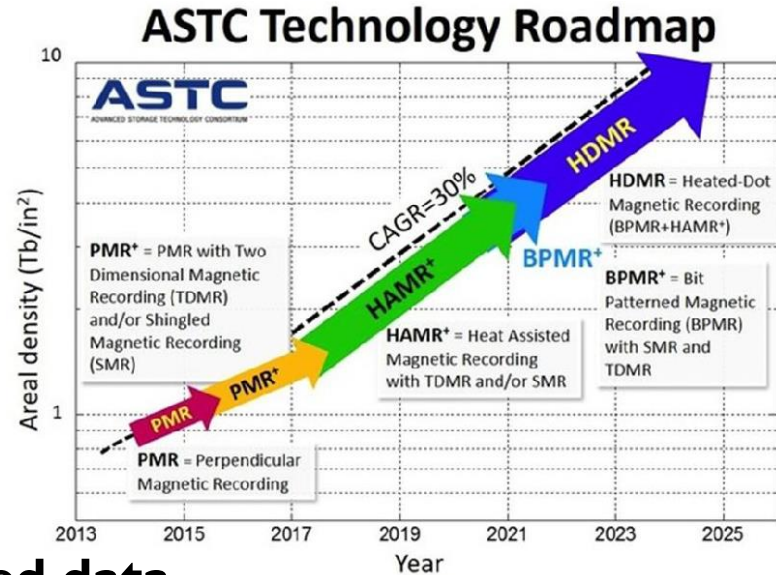 ASTC Technology Roadmap
10
ASTC
ADVANCED STORAGE TECHNOLOGY CONSORTIUM
HDMR
CAGR=30%
HDMR = Heated-Dot
Magnetic Recording
(BPMR+HAMR⁺)
PMR⁺ = PMR with Two
Dimensional Magnetic
Recording (TDMR)
and/or Shingled
Magnetic Recording
(SMR)
BPMR⁺
HAMR⁺
BPMR⁺ = Bit
Patterned Magnetic
Recording (BPMR)
with SMR and
TDMR
HAMR⁺ = Heat Assisted
Magnetic Recording
with TDMR and/or SMR
Areal density (Tb/in²)
PMR⁺
1
PMR
PMR = Perpendicular
Magnetic Recording
2013 2015 2017 2019 2021 2023 2025
Year